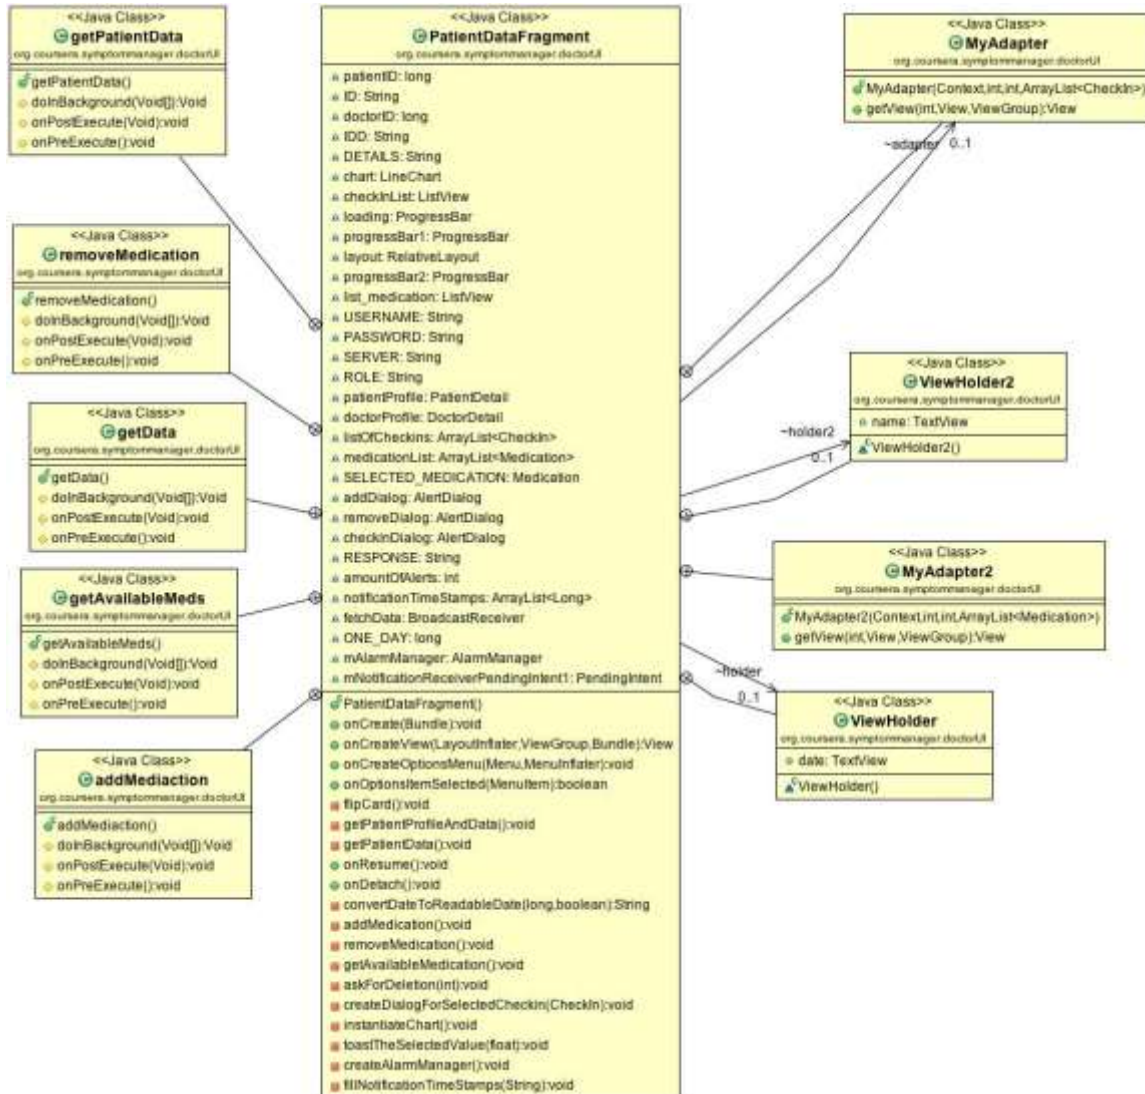 <<Java Class>>
getPatientData
org.coursera.symptommanager.doctorUI
getPatientData()
doInBackground(Void[]):Void
onPostExecute(Void):void
onPreExecute():void
<<Java Class>>
removeMedication
org.coursera.symptommanager.doctorUI
removeMedication()
doInBackground(Void[]):Void
onPostExecute(Void):void
onPreExecute():void
<<Java Class>>
getData
org.coursera.symptommanager.doctorUI
getData()
doInBackground(Void[]):Void
onPostExecute(Void):void
onPreExecute():void
<<Java Class>>
getAvailableMeds
org.coursera.symptommanager.doctorUI
getAvailableMeds()
doInBackground(Void[]):Void
onPostExecute(Void):void
onPreExecute():void
<<Java Class>>
addMediaction
org.coursera.symptommanager.doctorUI
addMediaction()
doInBackground(Void[]):Void
onPostExecute(Void):void
onPreExecute():void
<<Java Class>>
PatientDataFragment
org.coursera.symptommanager.doctorUI
patientID: long
ID: String
doctorID: long
IDD: String
DETAILS: String
chart: LineChart
checkInList: ListView
loading: ProgressBar
progressBar1: ProgressBar
layout: RelativeLayout
progressBar2: ProgressBar
list_medication: ListView
USERNAME: String
PASSWORD: String
SERVER: String
ROLE: String
patientProfile: PatientDetail
doctorProfile: DoctorDetail
listOfCheckins: ArrayList<CheckIn>
medicationList: ArrayList<Medication>
SELECTED_MEDICATION: Medication
addDialog: AlertDialog
removeDialog: AlertDialog
checkInDialog: AlertDialog
RESPONSE: String
amountOfAlerts: int
notificationTimeStamps: ArrayList<Long>
fetchData: BroadcastReceiver
ONE_DAY: long
mAlarmManager: AlarmManager
mNotificationReceiverPendingIntent1: PendingIntent
PatientDataFragment()
onCreate(Bundle):void
onCreateView(LayoutInflater,ViewGroup,Bundle):View
onCreateOptionsMenu(Menu,MenuInflater):void
onOptionsItemSelected(MenuItem):boolean
flipCard():void
getPatientProfileAndData():void
getPatientData():void
onResume():void
onDetach():void
convertDateToReadableDate(long,boolean):String
addMedication():void
removeMedication():void
getAvailableMedication():void
askForDeletion(int):void
createDialogForSelectedCheckin(CheckIn):void
instantiateChart():void
toastTheSelectedValue(float):void
createAlarmManager():void
fillNotificationTimeStamps(String):void
<<Java Class>>
MyAdapter
org.coursera.symptommanager.doctorUI
MyAdapter(Context,int,int,ArrayList<CheckIn>)
getView(int,View,ViewGroup):View
~adapter 0..1
<<Java Class>>
ViewHolder2
org.coursera.symptommanager.doctorUI
name: TextView
ViewHolder2()
~holder2
0..1
<<Java Class>>
MyAdapter2
org.coursera.symptommanager.doctorUI
MyAdapter2(Context,int,int,ArrayList<Medication>)
getView(int,View,ViewGroup):View
~holder
0..1
<<Java Class>>
ViewHolder
org.coursera.symptommanager.doctorUI
date: TextView
ViewHolder()